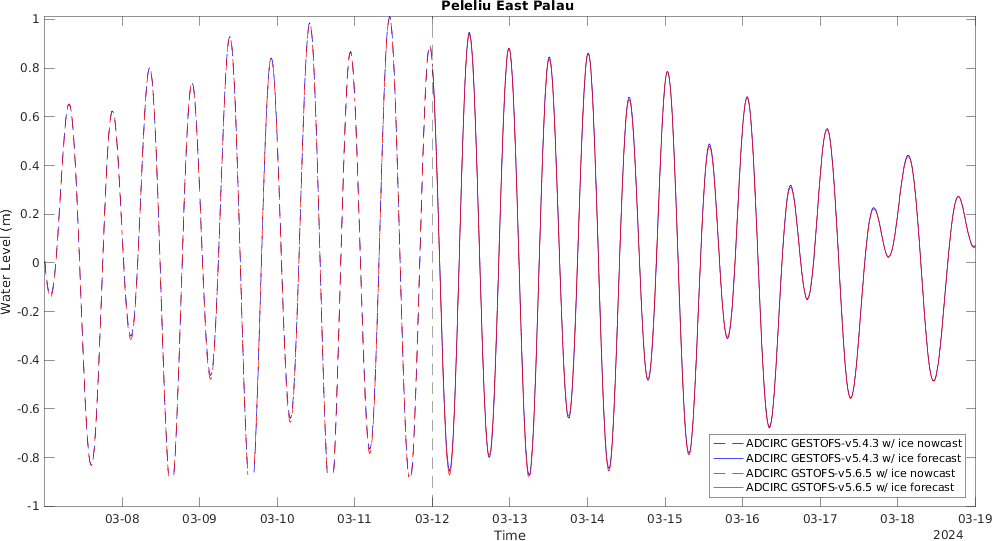 Peleliu East Palau
1
0.8
0.6
0.4
0.2
0
-0.2
-0.4
-0.6
-0.8
-1
Water Level (m)
03-08 03-09 03-10 03-11 03-12 03-13 03-14 03-15 03-16 03-17 03-18 03-19
Time
2024
ADCIRC GESTOFS-v5.4.3 w/ ice nowcast
ADCIRC GESTOFS-v5.4.3 w/ ice forecast
ADCIRC GSTOFS-v5.6.5 w/ ice nowcast
ADCIRC GSTOFS-v5.6.5 w/ ice forecast